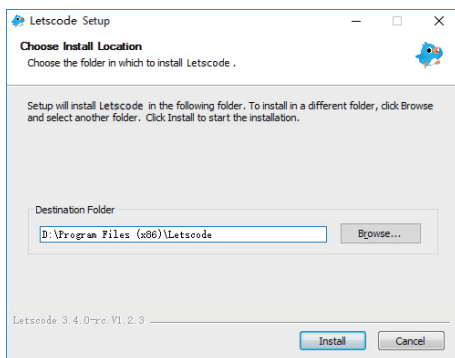 Letscode Setup
Choose Install Location
Choose the folder in which to install Letscode .
Setup will install Letscode in the following folder. To install in a different folder, click Browse
and select another folder. Click Install to start the installation.
Destination Folder
D:\Program Files (x86)\Letscode
Browse...
Letscode 3.4.0-rc.V1.2.3
Install
Cancel